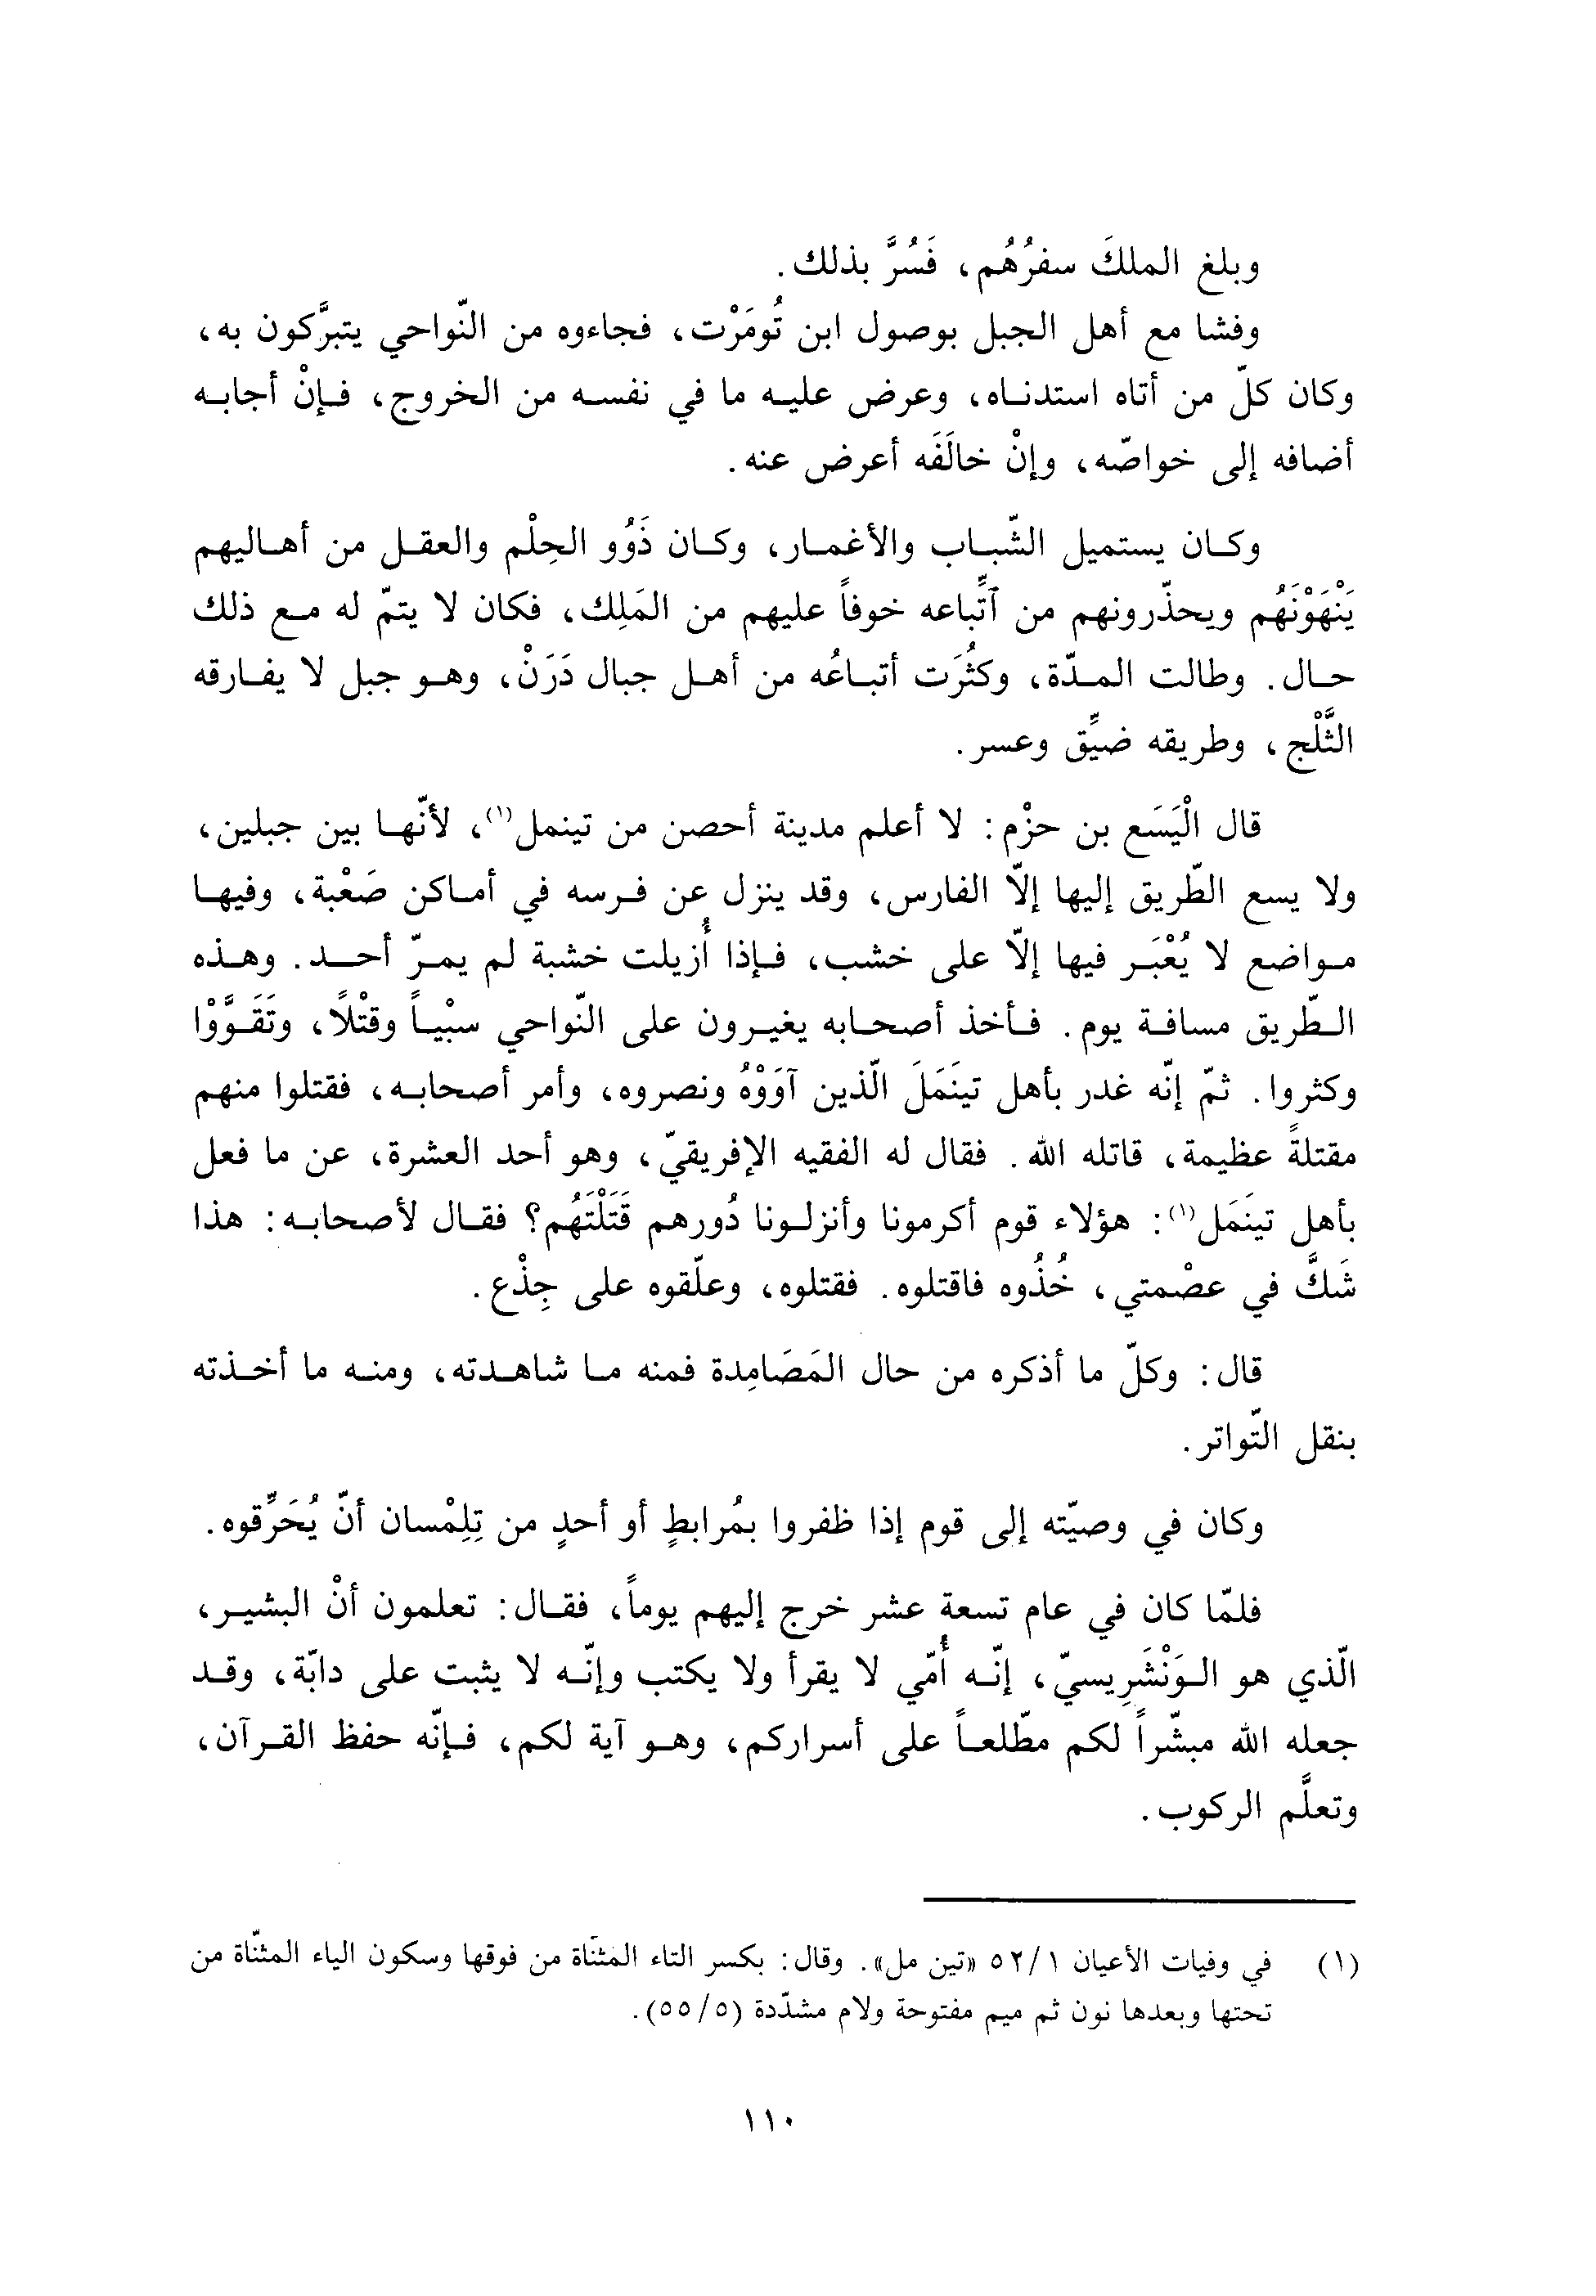 وبلغ الملكَ سفرُهُم، فَسُرَّ بذلك.
وفشا مع أهل الجبل بوصول ابن تُومَرْت، فجاءوه من النّواحي يتبرَّكون به،
وكان كلّ من أتاه استدناه، وعرض عليه ما في نفسه من الخروج، فإنْ أجابه
أضافه إلى خواصّه، وإنْ خالَفَه أعرض عنه.
وكان يستميل الشّباب والأغمار، وكان ذَوُو الحِلْم والعقل من أهاليهم
يَنْهَوْنَهُم ويحذّرونهم من آتِّباعه خوفاً عليهم من المَلِك، فكان لا يتمّ له مع ذلك
حال. وطالت المدّة، وكثُرَت أتباعُه من أهل جبال دَرَنْ، وهو جبل لا يفارقه
الثَّلْج، وطريقه ضيِّق وعسر.
قال الْيَسَع بن حزْم: لا أعلم مدينة أحصن من تينمل(١)، لأنّها بين جبلين،
ولا يسع الطّريق إليها إلّا الفارس، وقد ينزل عن فرسه في أماكن صَعْبة، وفيها
مواضع لا يُعْبَر فيها إلّا على خشب، فإذا أُزيلت خشبة لم يمرّ أحد. وهذه
الطّريق مسافة يوم. فأخذ أصحابه يغيرون على النّواحي سبْياً وقتْلاً، وتَقَوَّوْا
وكثروا. ثمّ إنّه غدر بأهل تينَمَلَ الّذين آوَوْهُ ونصروه، وأمر أصحابه، فقتلوا منهم
مقتلةً عظيمة، قاتله الله. فقال له الفقيه الإفريقيّ، وهو أحد العشرة، عن ما فعل
بأهل تينَمَل(١): هؤلاء قوم أكرمونا وأنزلونا دُورهم قَتَلْتَهُم؟ فقال لأصحابه: هذا
شَكَّ في عصْمتي، خُذُوه فاقتلوه. فقتلوه، وعلّقوه على جِذْع.
قال: وكلّ ما أذكره من حال المَصَامِدة فمنه ما شاهدته، ومنه ما أخذته
بنقل التّواتر.
وكان في وصيّته إلى قوم إذا ظفروا بمُرابطٍ أو أحدٍ من تِلِمْسان أنّ يُحَرِّقوه.
فلمّا كان في عام تسعة عشر خرج إليهم يوماً، فقال: تعلمون أنْ البشير،
الّذي هو الوَنْشَرِيسيّ، إنّه أُمّي لا يقرأ ولا يكتب وإنّه لا يثبت على دابّة، وقد
جعله الله مبشّراً لكم مطّلعاً على أسراركم، وهو آية لكم، فإنّه حفظ القرآن،
وتعلَّم الركوب.
(١) في وفيات الأعيان ٥٢/١ «تين مل». وقال: بكسر التاء المثنّاة من فوقها وسكون الياء المثنّاة من
تحتها وبعدها نون ثم ميم مفتوحة ولام مشدّدة (٥٥/٥).
١١٠